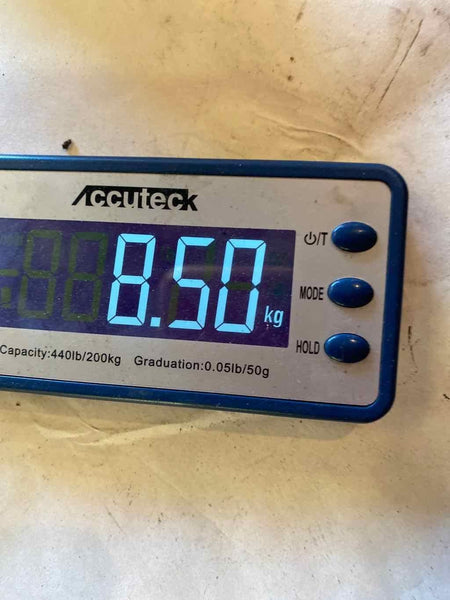 Accuteck
8.50 kg
⏻/T
MODE
HOLD
Capacity:440lb/200kg Graduation:0.05lb/50g